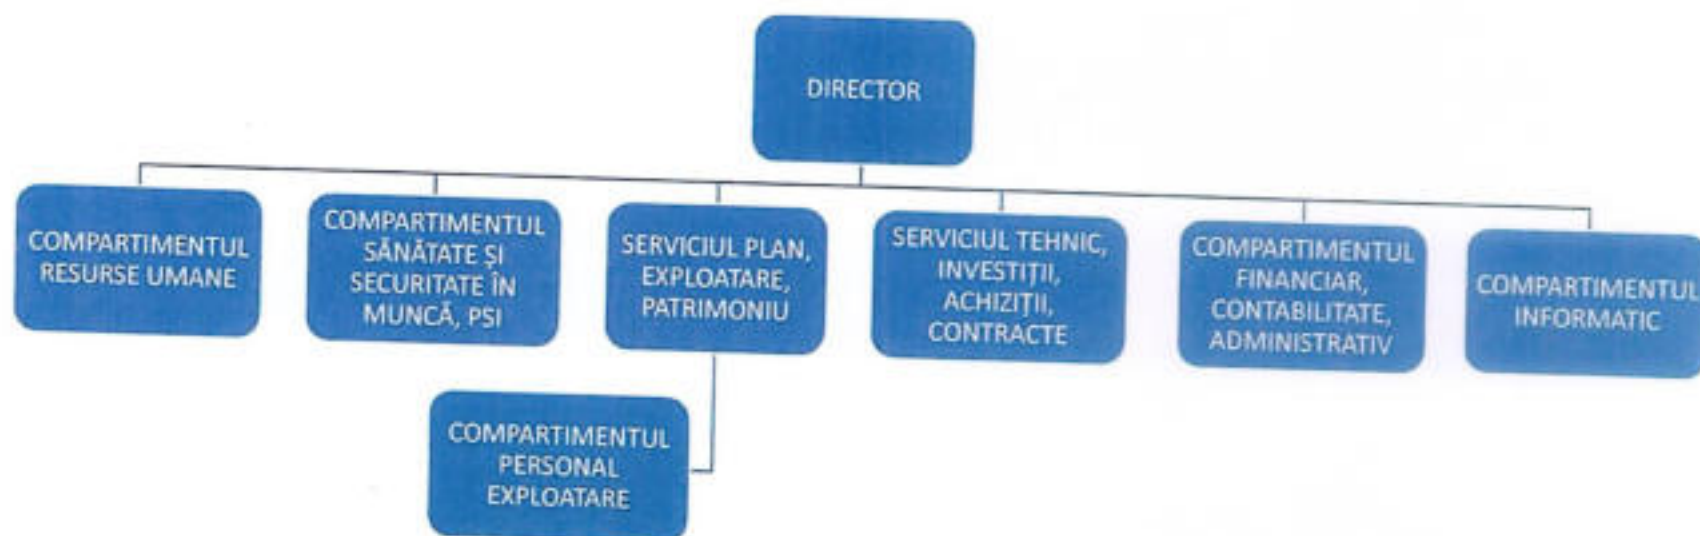 DIRECTOR
COMPARTIMENTUL
RESURSE UMANE
COMPARTIMENTUL
SĂNĂTATE ȘI
SECURITATE ÎN
MUNCĂ, PSI
SERVICIUL PLAN,
EXPLOATARE,
PATRIMONIU
SERVICIUL TEHNIC,
INVESTIȚII,
ACHIZIȚII,
CONTRACTE
COMPARTIMENTUL
FINANCIAR,
CONTABILITATE,
ADMINISTRATIV
COMPARTIMENTUL
INFORMATIC
COMPARTIMENTUL
PERSONAL
EXPLOATARE